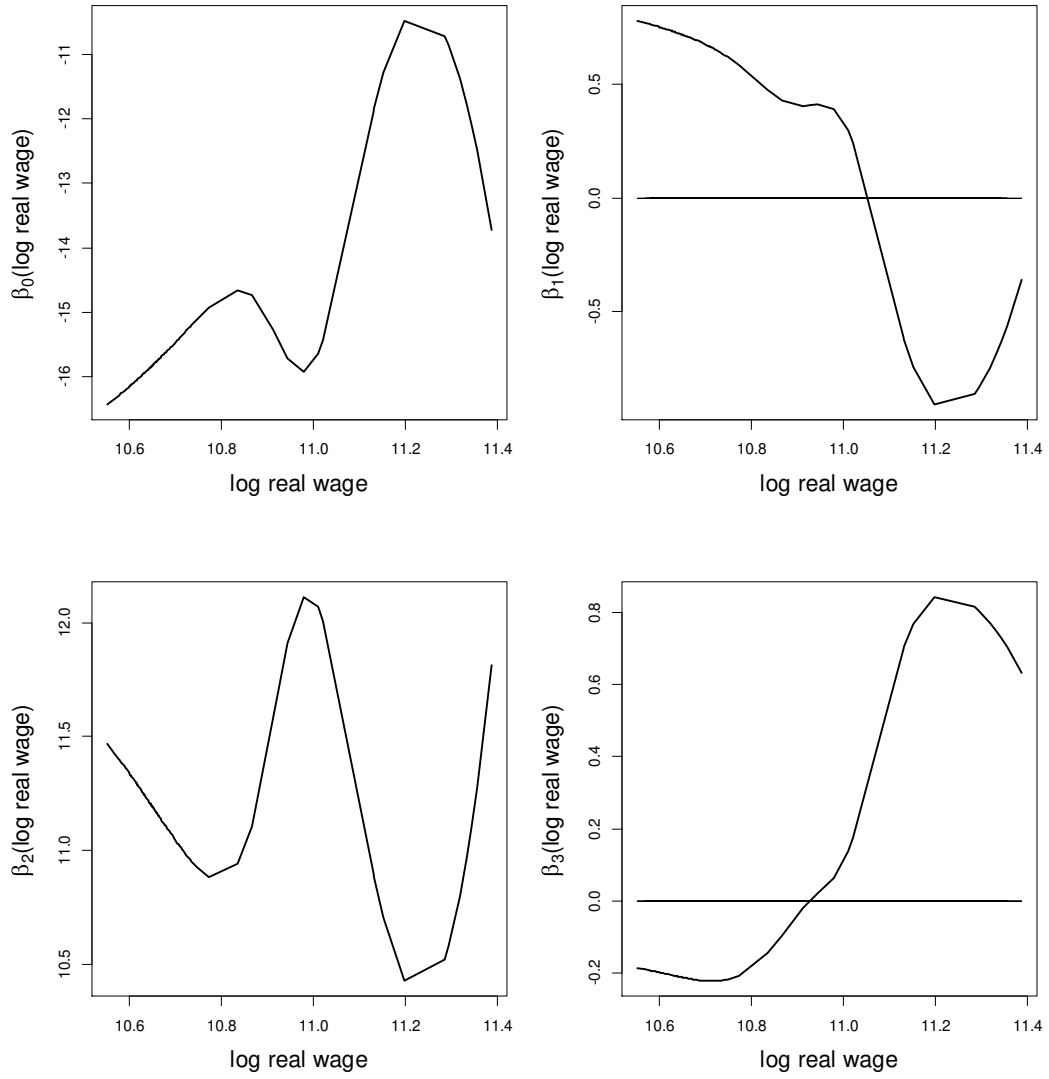 β0(log real wage)
-16 -15 -14 -13 -12 -11
10.6 10.8 11.0 11.2 11.4
log real wage
β1(log real wage)
-0.5 0.0 0.5
10.6 10.8 11.0 11.2 11.4
log real wage
β2(log real wage)
10.5 11.0 11.5 12.0
10.6 10.8 11.0 11.2 11.4
log real wage
β3(log real wage)
-0.2 0.0 0.2 0.4 0.6 0.8
10.6 10.8 11.0 11.2 11.4
log real wage